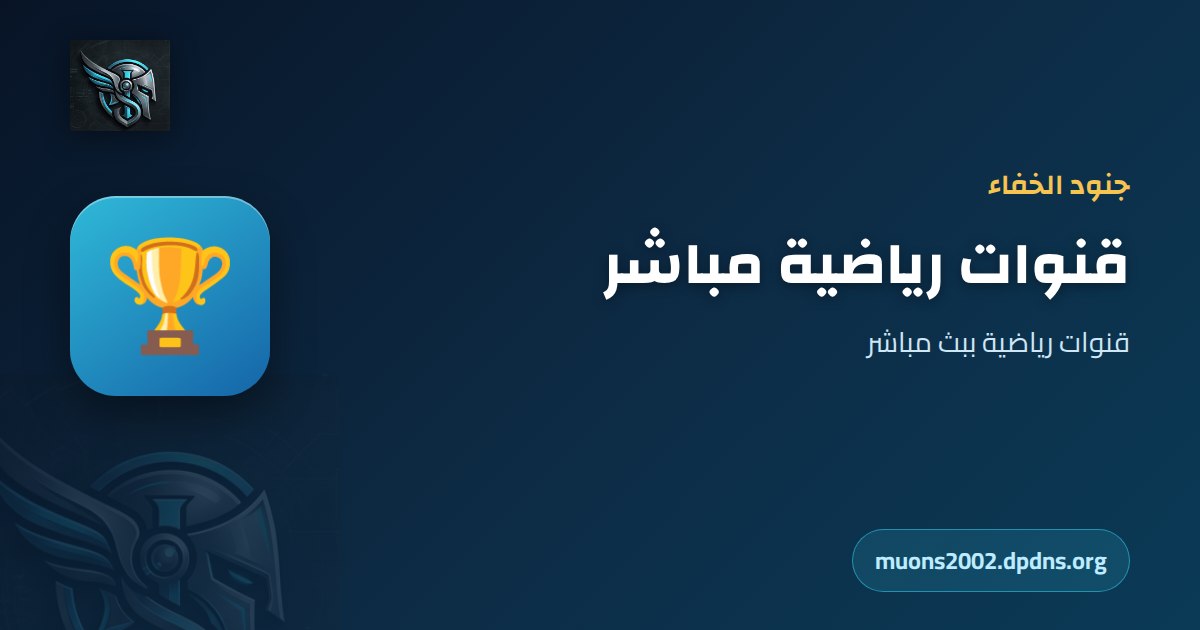 جنود الخفاء
قنوات رياضية مباشر
قنوات رياضية ببث مباشر
muons2002.dpdns.org